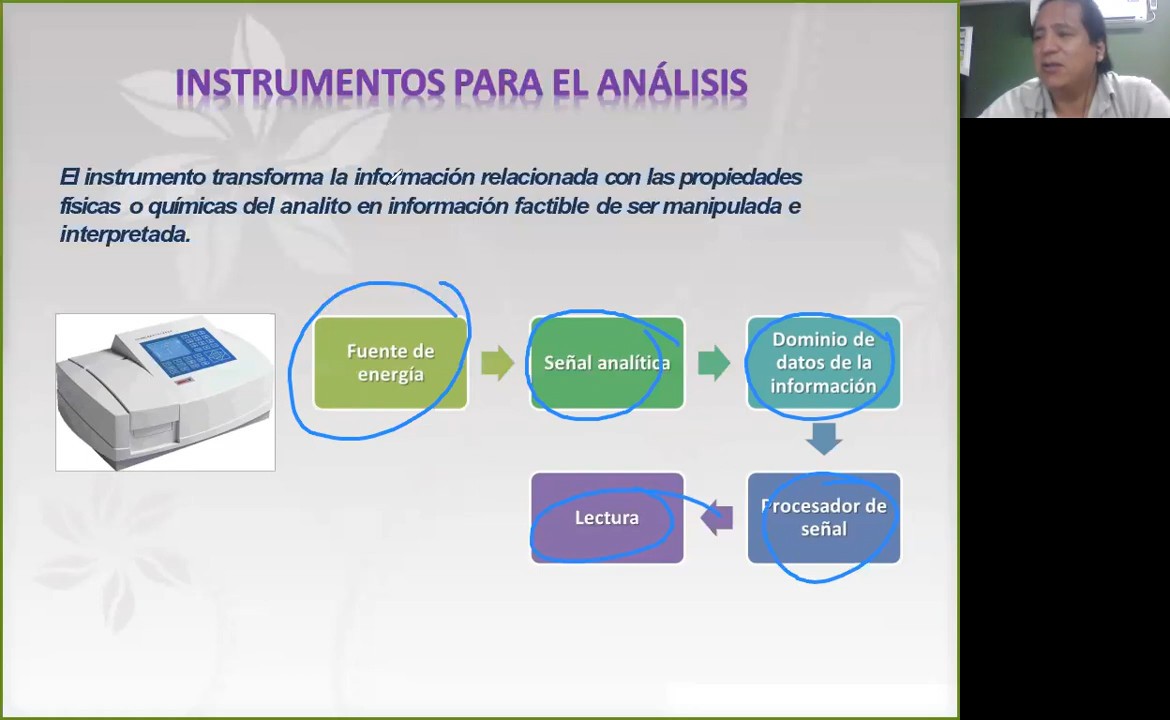 INSTRUMENTOS PARA EL ANÁLISIS
El instrumento transforma la información relacionada con las propiedades
físicas o químicas del analito en información factible de ser manipulada e
interpretada.
Fuente de
energía
Señal analítica
Dominio de
datos de la
información
Lectura
Procesador de
señal